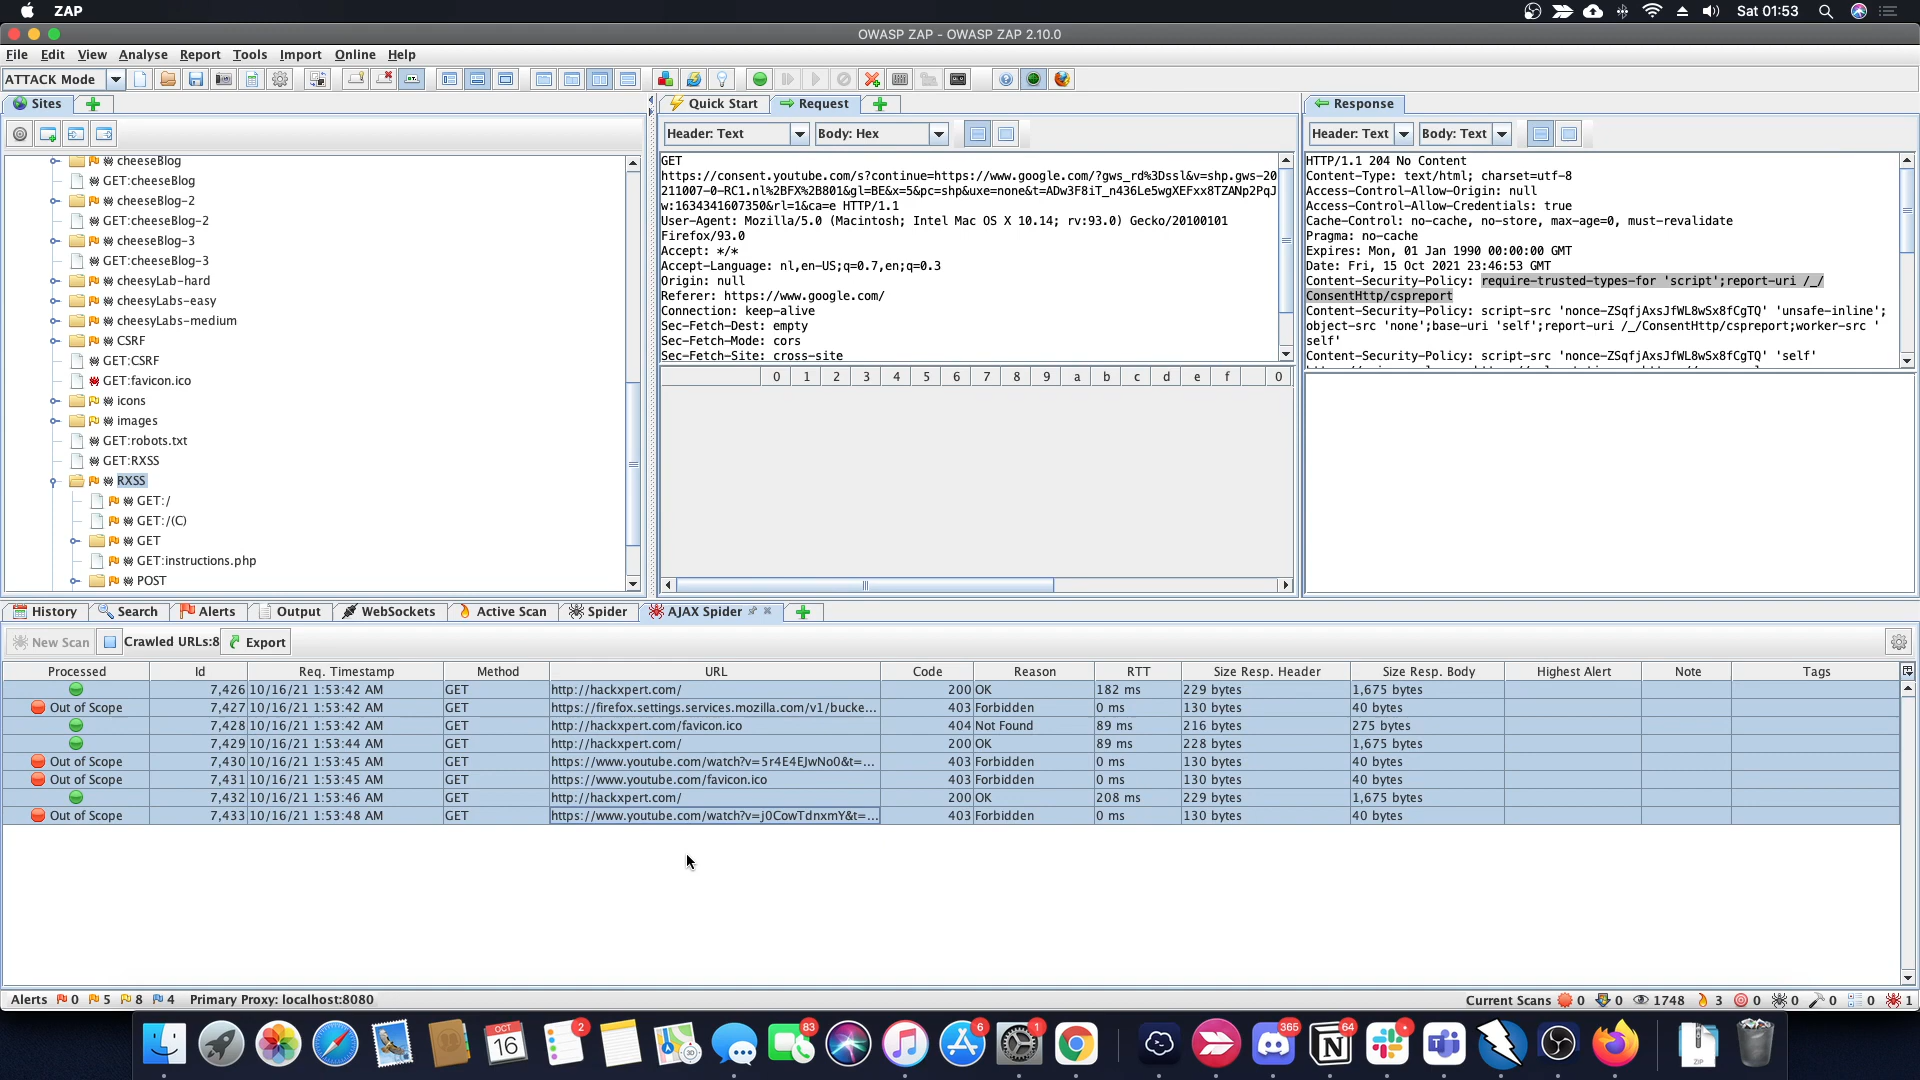 ZAP
Sat 01:53
OWASP ZAP - OWASP ZAP 2.10.0
File Edit View Analyse Report Tools Import Online Help
ATTACK Mode
Sites
Quick Start
Request
Response
Header: Text
Body: Hex
Header: Text
Body: Text
cheeseBlog
GET:cheeseBlog
cheeseBlog-2
GET:cheeseBlog-2
cheeseBlog-3
GET:cheeseBlog-3
cheesyLab-hard
cheesyLabs-easy
cheesyLabs-medium
CSRF
GET:CSRF
GET:favicon.ico
icons
images
GET:robots.txt
GET:RXSS
RXSS
GET:/
GET:/(C)
GET
GET:instructions.php
POST
GET
https://consent.youtube.com/s?continue=https://www.google.com/?gws_rd%3Dssl&v=shp.gws-20
211007-0-RC1.nl%2BFX%2B801&gl=BE&x=5&pc=shp&uxe=none&t=ADw3F8iT_n436Le5wgXEFxx8TZANp2PqJ
w:1634341607350&rl=1&ca=e HTTP/1.1
User-Agent: Mozilla/5.0 (Macintosh; Intel Mac OS X 10.14; rv:93.0) Gecko/20100101
Firefox/93.0
Accept: */*
Accept-Language: nl,en-US;q=0.7,en;q=0.3
Origin: null
Referer: https://www.google.com/
Connection: keep-alive
Sec-Fetch-Dest: empty
Sec-Fetch-Mode: cors
Sec-Fetch-Site: cross-site
0 1 2 3 4 5 6 7 8 9 a b c d e f 0
HTTP/1.1 204 No Content
Content-Type: text/html; charset=utf-8
Access-Control-Allow-Origin: null
Access-Control-Allow-Credentials: true
Cache-Control: no-cache, no-store, max-age=0, must-revalidate
Pragma: no-cache
Expires: Mon, 01 Jan 1990 00:00:00 GMT
Date: Fri, 15 Oct 2021 23:46:53 GMT
Content-Security-Policy: require-trusted-types-for 'script';report-uri /_/
ConsentHttp/cspreport
Content-Security-Policy: script-src 'nonce-ZSqfjAxsJfWL8wSx8fCgTQ' 'unsafe-inline';
object-src 'none';base-uri 'self';report-uri /_/ConsentHttp/cspreport;worker-src '
self'
Content-Security-Policy: script-src 'nonce-ZSqfjAxsJfWL8wSx8fCgTQ' 'self'
History Search Alerts Output WebSockets Active Scan Spider AJAX Spider
New Scan Crawled URLs:8 Export
Processed Id Req. Timestamp Method URL Code Reason RTT Size Resp. Header Size Resp. Body Highest Alert Note Tags
7,426 10/16/21 1:53:42 AM GET http://hackxpert.com/ 200 OK 182 ms 229 bytes 1,675 bytes
Out of Scope 7,427 10/16/21 1:53:42 AM GET https://firefox.settings.services.mozilla.com/v1/bucke... 403 Forbidden 0 ms 130 bytes 40 bytes
7,428 10/16/21 1:53:42 AM GET http://hackxpert.com/favicon.ico 404 Not Found 89 ms 216 bytes 275 bytes
7,429 10/16/21 1:53:44 AM GET http://hackxpert.com/ 200 OK 89 ms 228 bytes 1,675 bytes
Out of Scope 7,430 10/16/21 1:53:45 AM GET https://www.youtube.com/watch?v=5r4E4EJwNo0&t=... 403 Forbidden 0 ms 130 bytes 40 bytes
Out of Scope 7,431 10/16/21 1:53:45 AM GET https://www.youtube.com/favicon.ico 403 Forbidden 0 ms 130 bytes 40 bytes
7,432 10/16/21 1:53:46 AM GET http://hackxpert.com/ 200 OK 208 ms 229 bytes 1,675 bytes
Out of Scope 7,433 10/16/21 1:53:48 AM GET https://www.youtube.com/watch?v=j0CowTdnxmY&t=... 403 Forbidden 0 ms 130 bytes 40 bytes
Alerts 0 5 8 4 Primary Proxy: localhost:8080
Current Scans 0 0 1748 3 0 0 0 0 1
OCT
16
2
83
6
1
365
64
ZIP